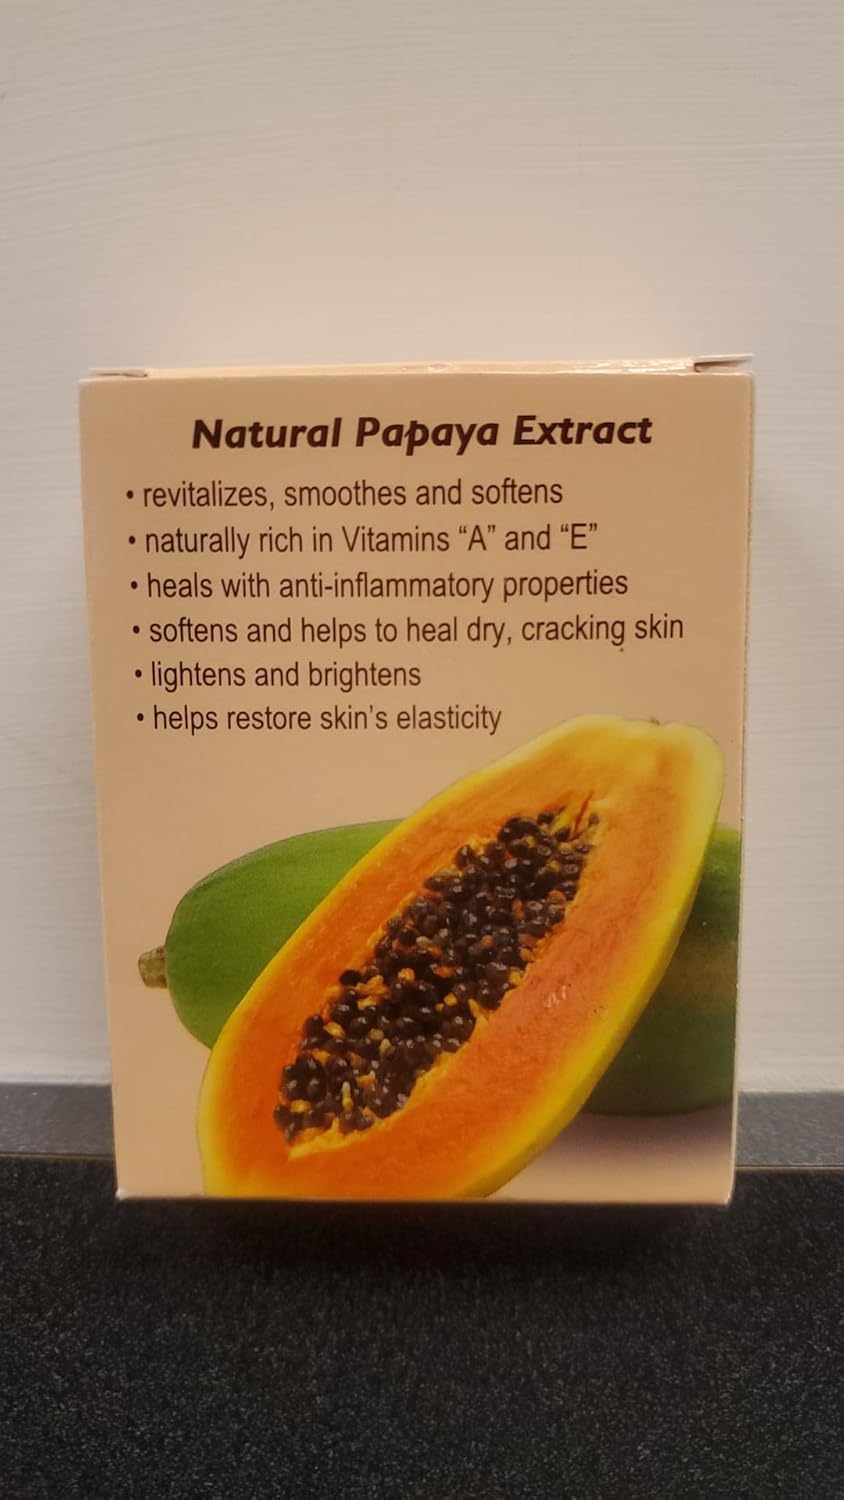 Natural Papaya Extract
• revitalizes, smoothes and softens
• naturally rich in Vitamins “A” and “E”
• heals with anti-inflammatory properties
• softens and helps to heal dry, cracking skin
• lightens and brightens
• helps restore skin’s elasticity